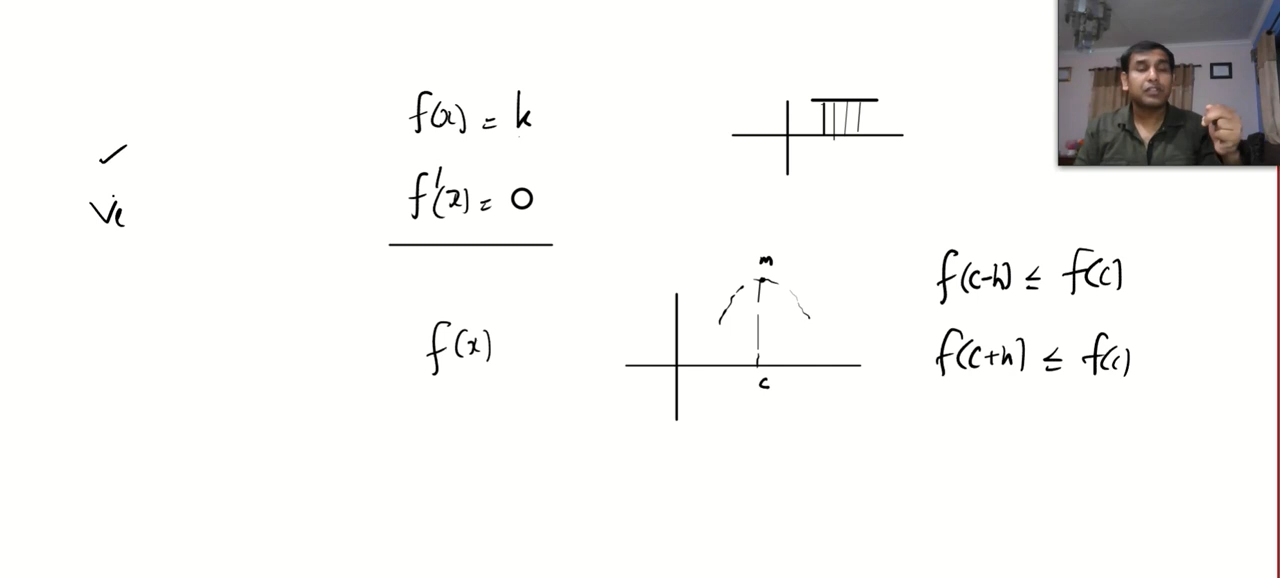 f(x) = k
f'(x) = 0
m
f(c-h) ≤ f(c)
f(x)
f(c+h) ≤ f(c)
c